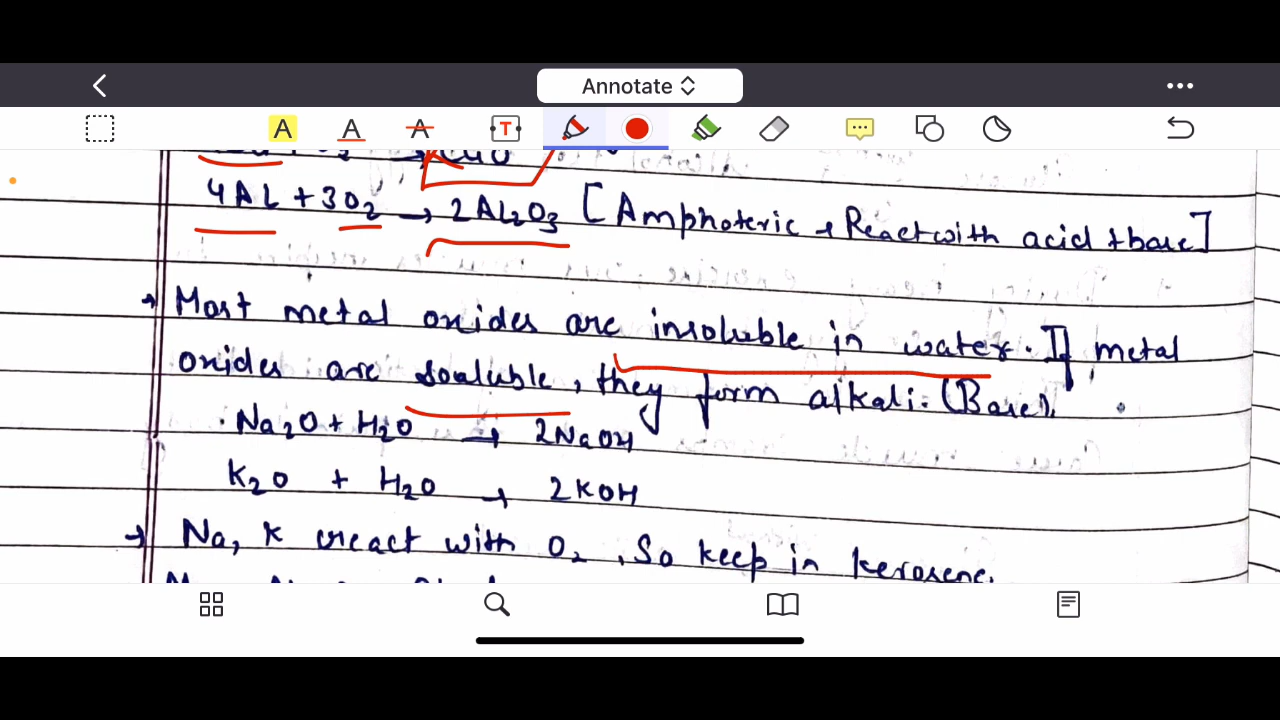 Annotate
4AL + 3O₂ → 2AL₂O₃ [Amphoteric → React with acid + base]
→ Most metal oxides are insoluble in water. If metal
oxides are soaluble, they form alkali. (Base).
Na₂O + H₂O → 2NaOH
K₂O + H₂O → 2KOH
→ Na, K react with O₂, So keep in kerosene.